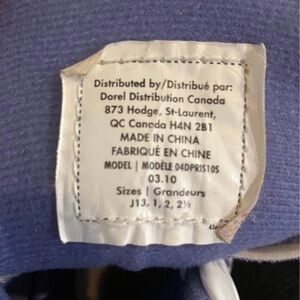 Distributed by/Distribué par:
Dorel Distribution Canada
873 Hodge, St-Laurent,
QC Canada H4N 2B1
MADE IN CHINA
FABRIQUÉ EN CHINE
MODEL | MODÈLE 04DPRIS10S
03.10
Sizes | Grandeurs
J13, 1, 2, 2½